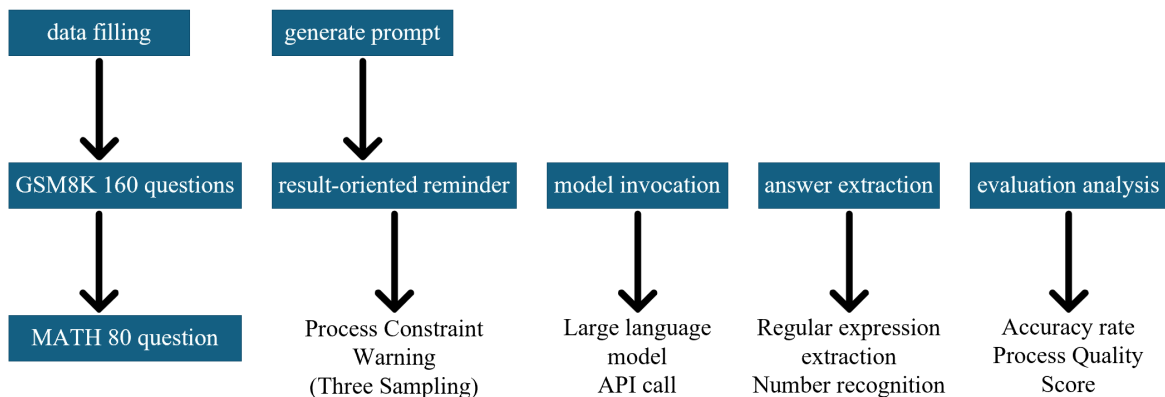 data filling
generate prompt
GSM8K 160 questions
result-oriented reminder
model invocation
answer extraction
evaluation analysis
MATH 80 question
Process Constraint
Warning
(Three Sampling)
Large language
model
API call
Regular expression
extraction
Number recognition
Accuracy rate
Process Quality
Score